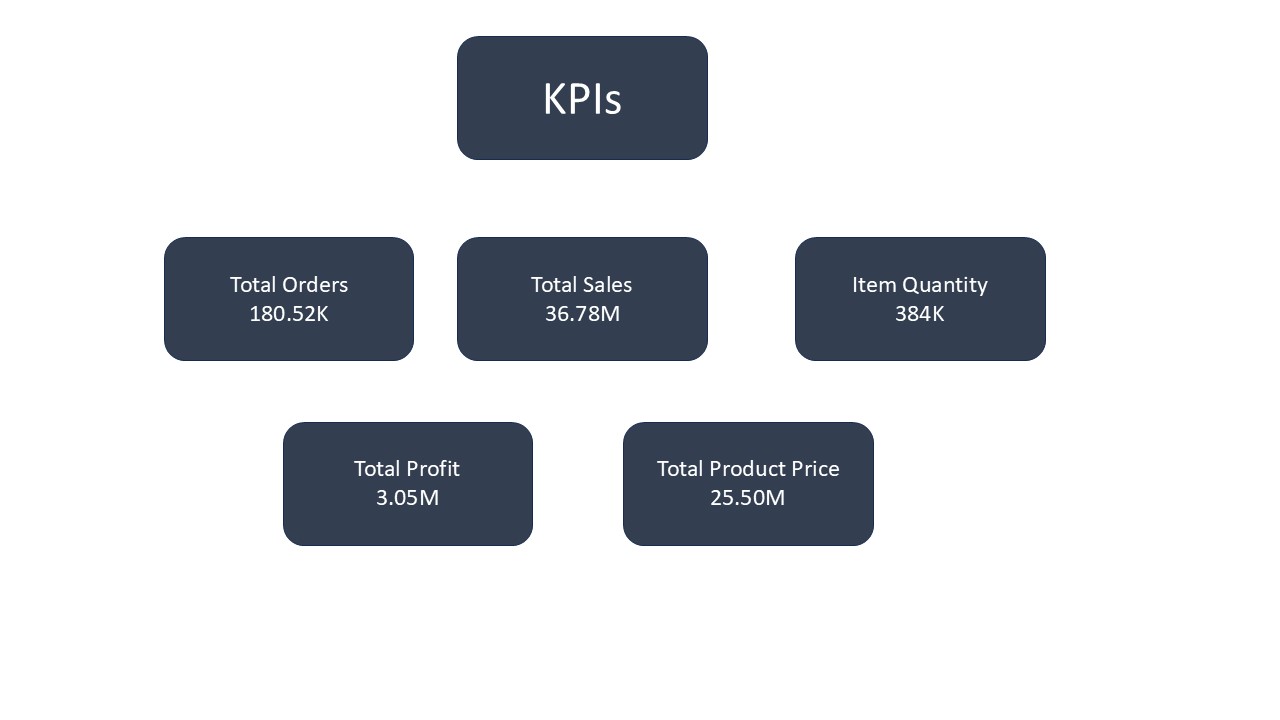 KPIs
Total Orders
180.52K
Total Sales
36.78M
Item Quantity
384K
Total Profit
3.05M
Total Product Price
25.50M